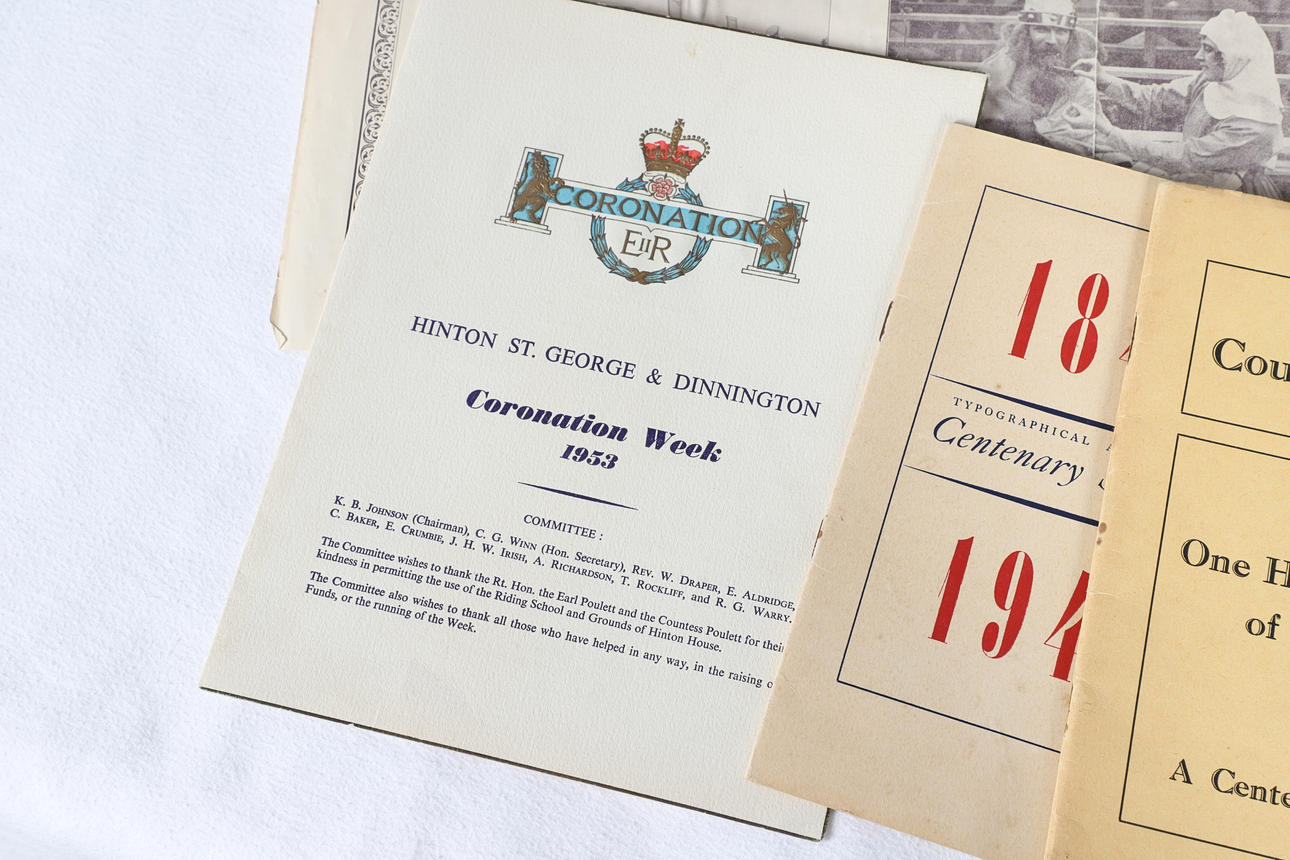 CORONATION
EIIR
HINTON ST. GEORGE & DINNINGTON
Coronation Week
1953
COMMITTEE :
K. B. JOHNSON (Chairman), C. G. WINN (Hon. Secretary), REV. W. DRAPER, E. ALDRIDGE,
C. BAKER, E. CRUMBIE, J. H. W. IRISH, A. RICHARDSON, T. ROCKLIFF, and R. G. WARRY.
The Committee wishes to thank the Rt. Hon. the Earl Poulett and the Countess Poulett for their
kindness in permitting the use of the Riding School and Grounds of Hinton House.
The Committee also wishes to thank all those who have helped in any way, in the raising
Funds, or the running of the Week.
18
TYPOGRAPHICAL
Centenary
194
Cou
One H
of
A Cente